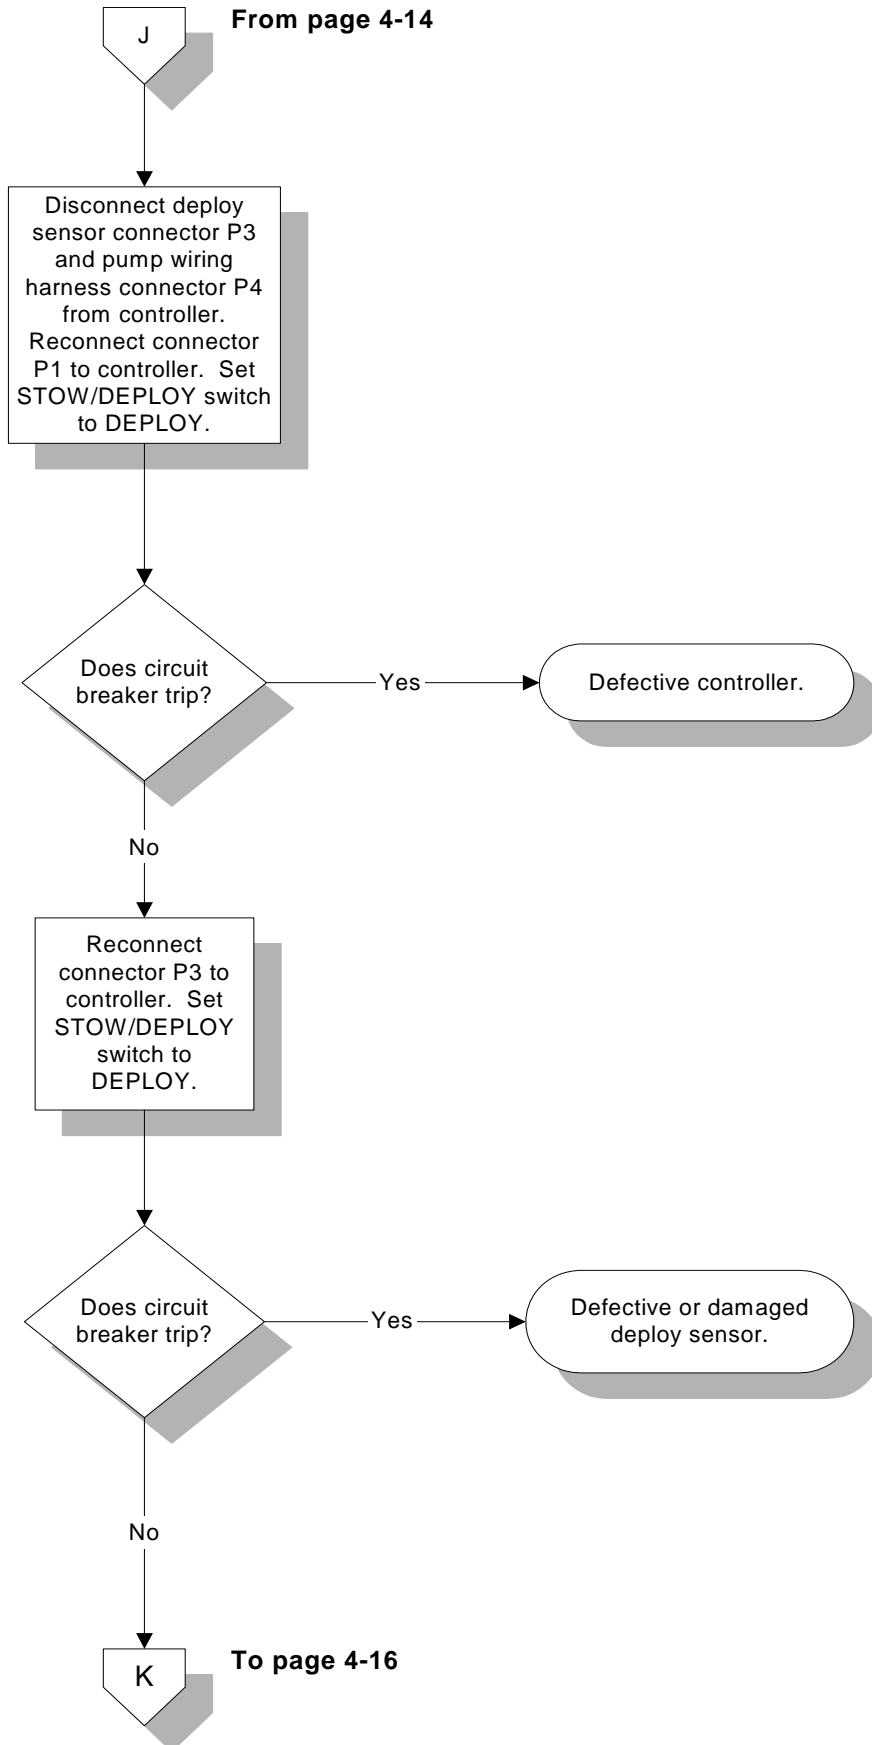 J
From page 4-14
Disconnect deploy
sensor connector P3
and pump wiring
harness connector P4
from controller.
Reconnect connector
P1 to controller.  Set
STOW/DEPLOY switch
to DEPLOY.
Does circuit
breaker trip?
Yes
Defective controller.
No
Reconnect
connector P3 to
controller.  Set
STOW/DEPLOY
switch to
DEPLOY.
Does circuit
breaker trip?
Yes
Defective or damaged
deploy sensor.
No
K
To page 4-16